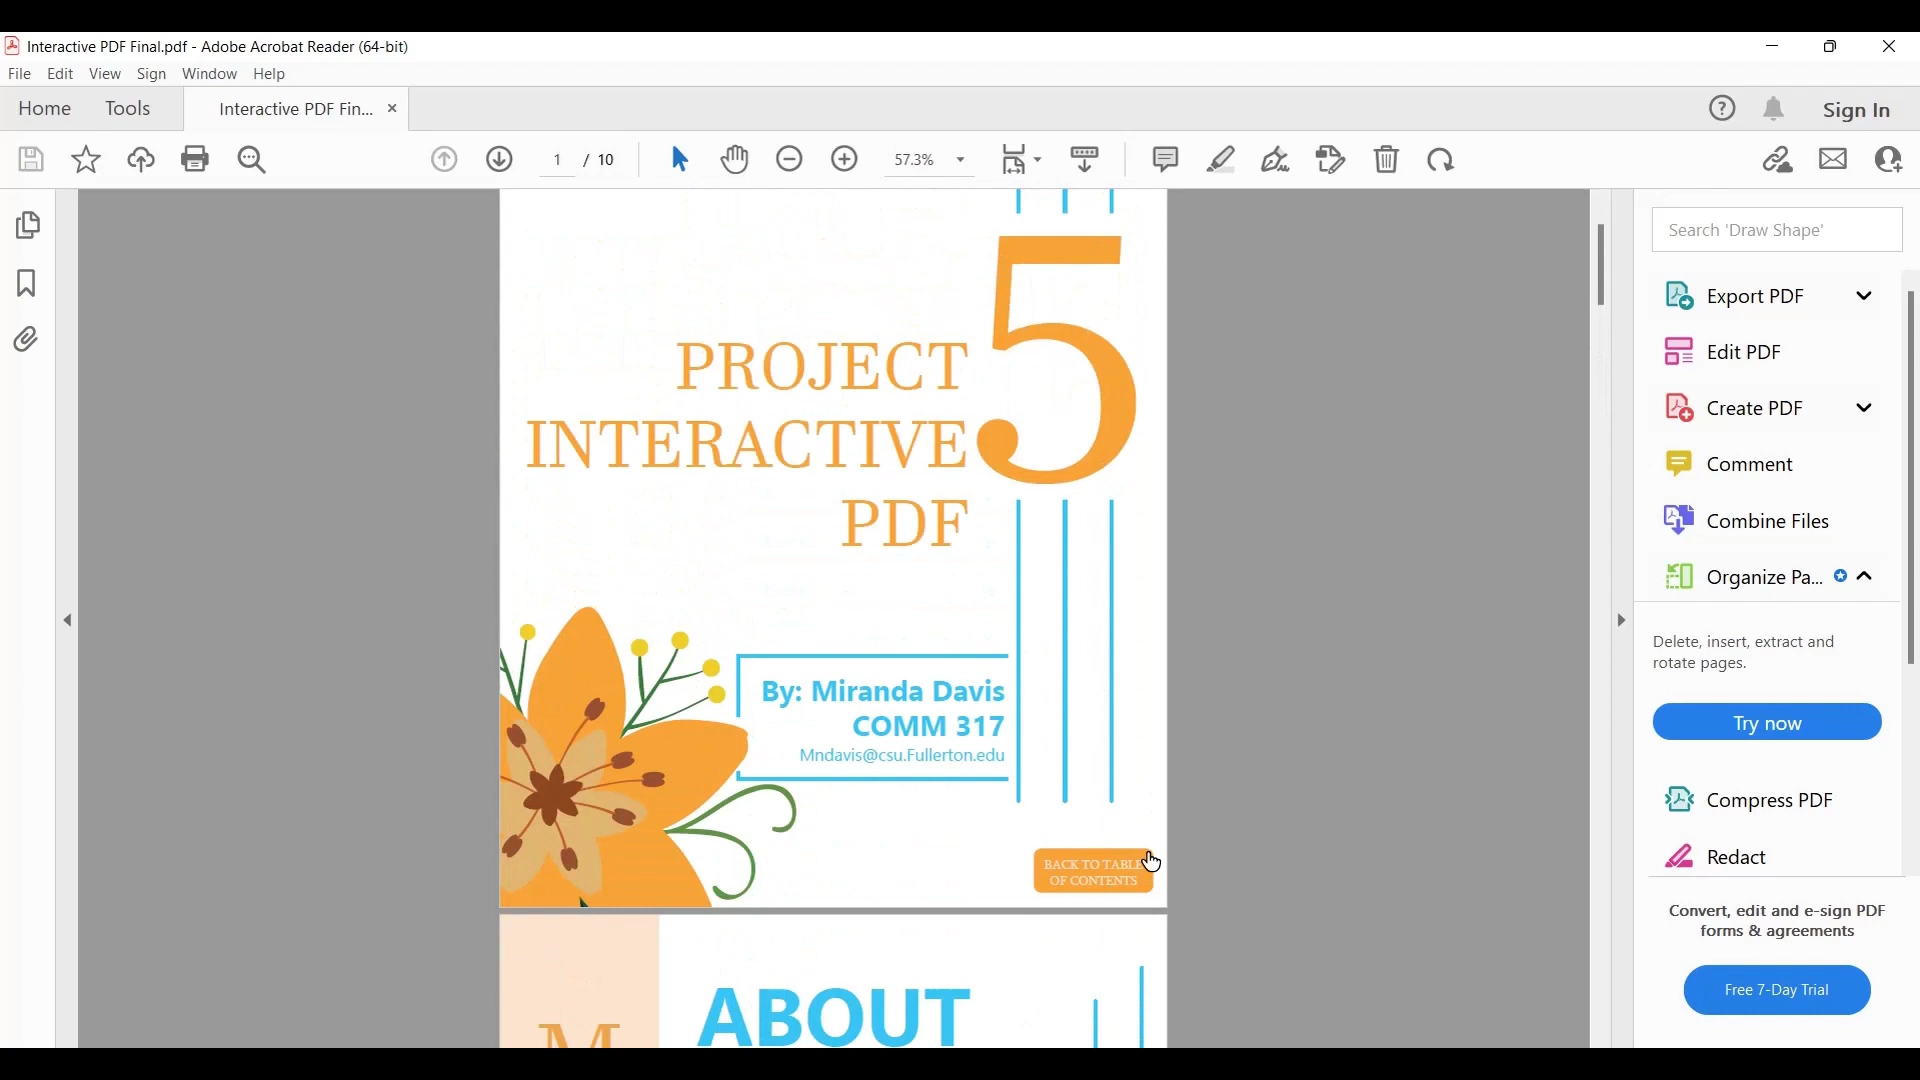 Interactive PDF Final.pdf - Adobe Acrobat Reader (64-bit)
File Edit View Sign Window Help
Home Tools Interactive PDF Fin... Sign In
1 / 10 57.3%
Search 'Draw Shape'
Export PDF
Edit PDF
Create PDF
Comment
Combine Files
Organize Pa...
Delete, insert, extract and
rotate pages.
Try now
Compress PDF
Redact
Convert, edit and e-sign PDF
forms & agreements
Free 7-Day Trial
5
PROJECT
INTERACTIVE
PDF
By: Miranda Davis
COMM 317
Mndavis@csu.Fullerton.edu
BACK TO TABLE
OF CONTENTS
M
ABOUT